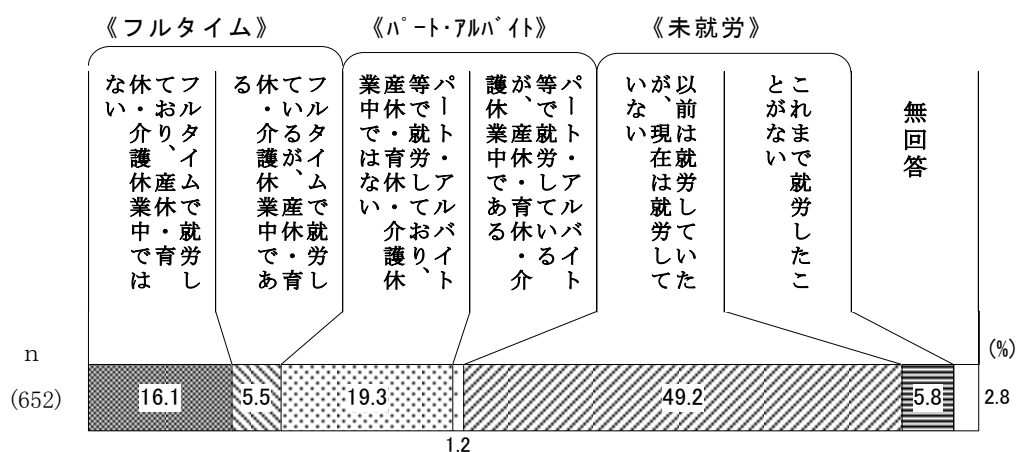 《フルタイム》
《パート・アルバイト》
《未就労》
フルタイムで就労し
ており、産休・育
休・介護休業中では
ない
フルタイムで就労し
ているが、産休・育
休・介護休業中であ
る
パート・アルバイト
等で就労しており、
産休・育休・介護休
業中ではない
パート・アルバイト
等で就労している
が、産休・育休・介
護休業中である
以前は就労していた
が、現在は就労して
いない
これまで就労したこ
とがない
無回答
n
(%)
(652)
16.1
5.5
19.3
1.2
49.2
5.8
2.8